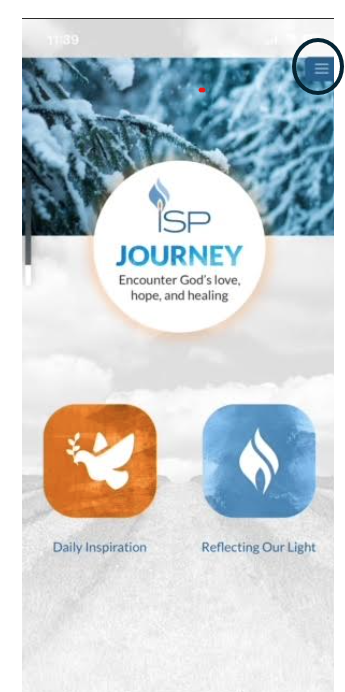 11:39
ISP
JOURNEY
Encounter God's love,
hope, and healing
Daily Inspiration
Reflecting Our Light